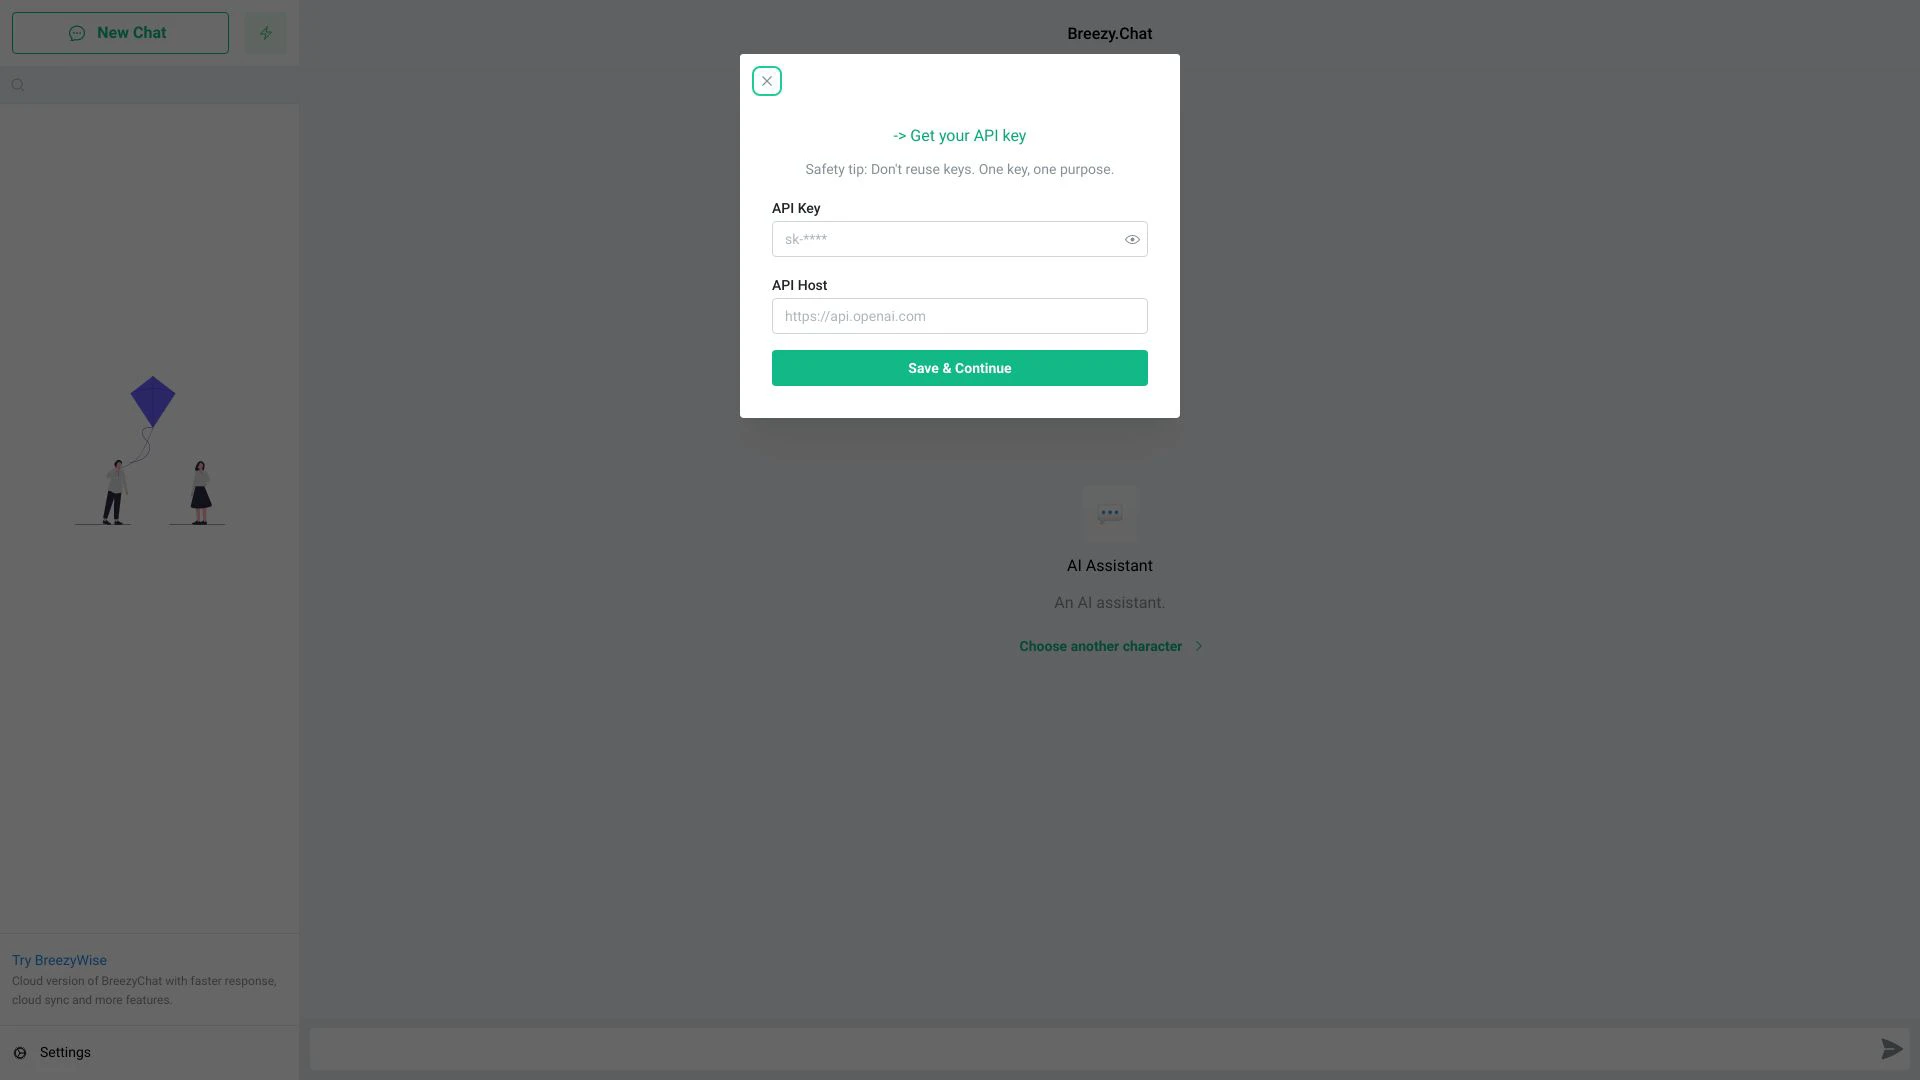 New Chat
Breezy.Chat
-> Get your API key
Safety tip: Don't reuse keys. One key, one purpose.
API Key
sk-****
API Host
https://api.openai.com
Save & Continue
AI Assistant
An AI assistant.
Choose another character
Try BreezyWise
Cloud version of BreezyChat with faster response,
cloud sync and more features.
Settings